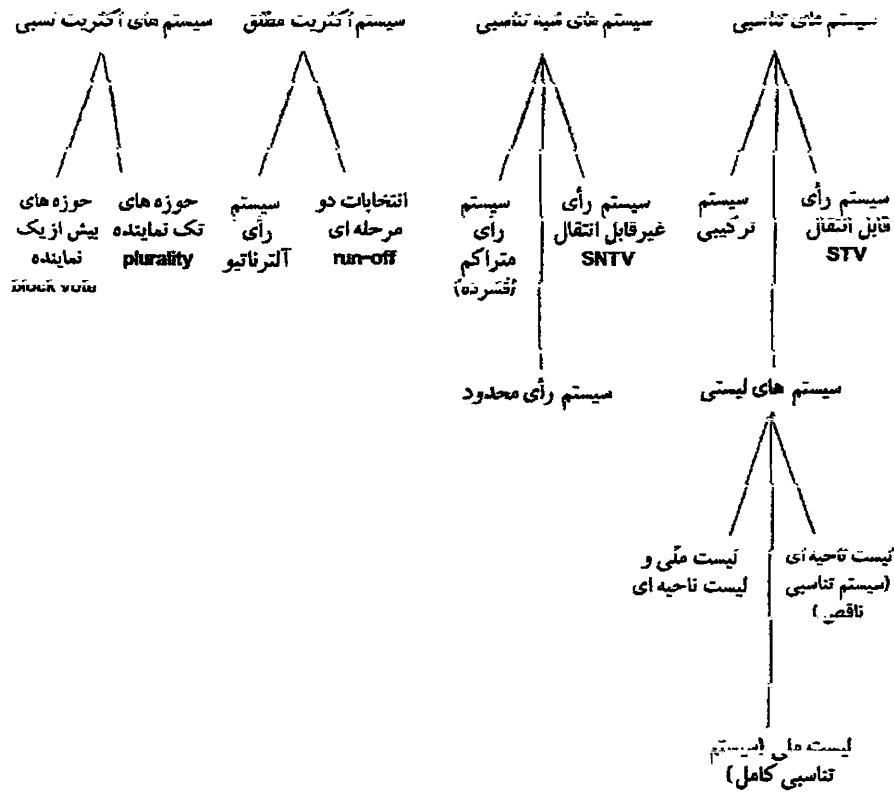 سیستم های تناسبی
سیستم های شبه تناسبی
سیستم اکثریت مطلق
سیستم های اکثریت نسبی
سیستم رأی
قابل انتقال
STV
سیستم
ترکیبی
سیستم رأی
غیرقابل انتقال
SNTV
سیستم
رأی
متراکم
(فشرده)
انتخابات دو
مرحله ای
run-off
سیستم
رأی
آلترناتیو
حوزه های
تک نماینده
plurality
حوزه های
بیش از یک
نماینده
block vote
سیستم های لیستی
سیستم رأی محدود
لیست ناحیه ای
(سیستم تناسبی
ناقص)
لیست ملّی و
لیست ناحیه ای
لیست ملی (سیستم
تناسبی کامل)